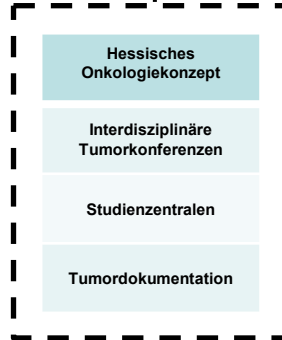 Hessisches
Onkologiekonzept
Interdisziplinäre
Tumorkonferenzen
Studienzentralen
Tumordokumentation